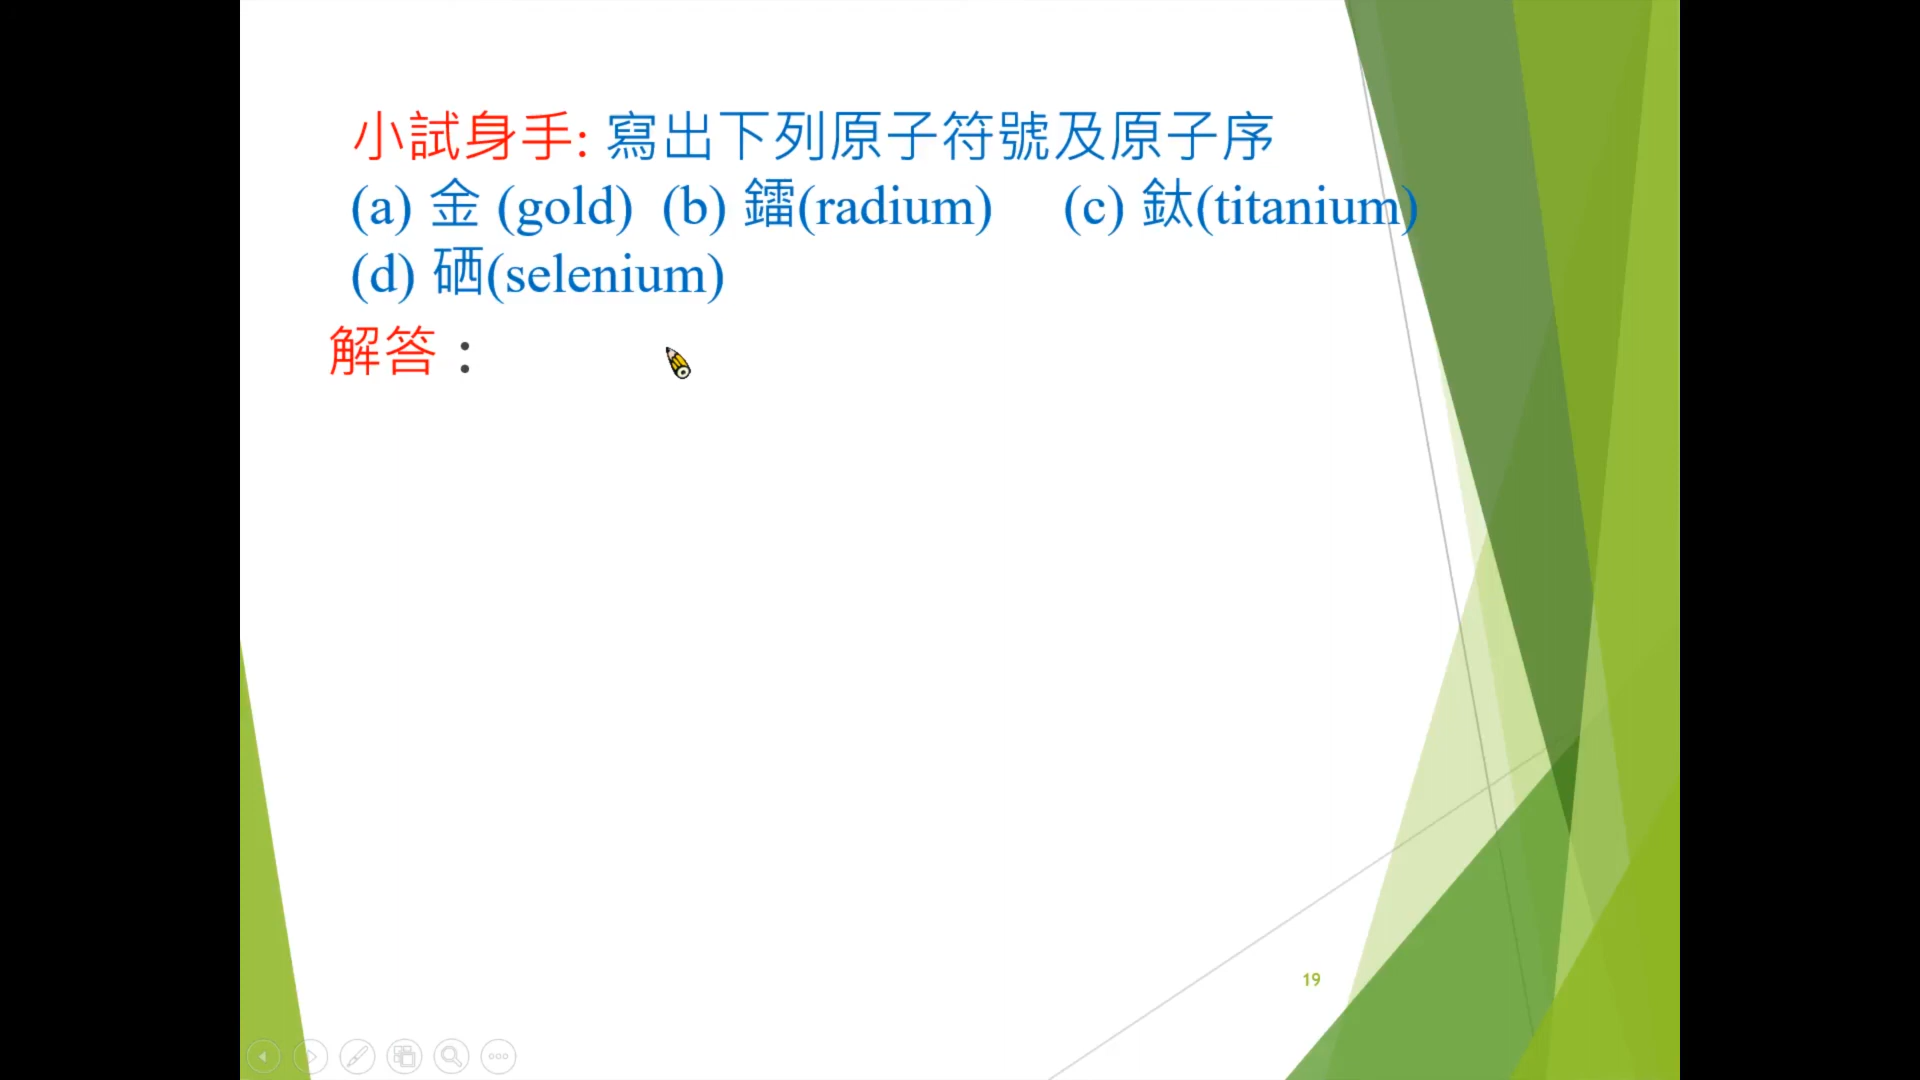 小試身手: 寫出下列原子符號及原子序
(a) 金 (gold) (b) 鐳(radium) (c) 鈦(titanium)
(d) 硒(selenium)
解答：
19